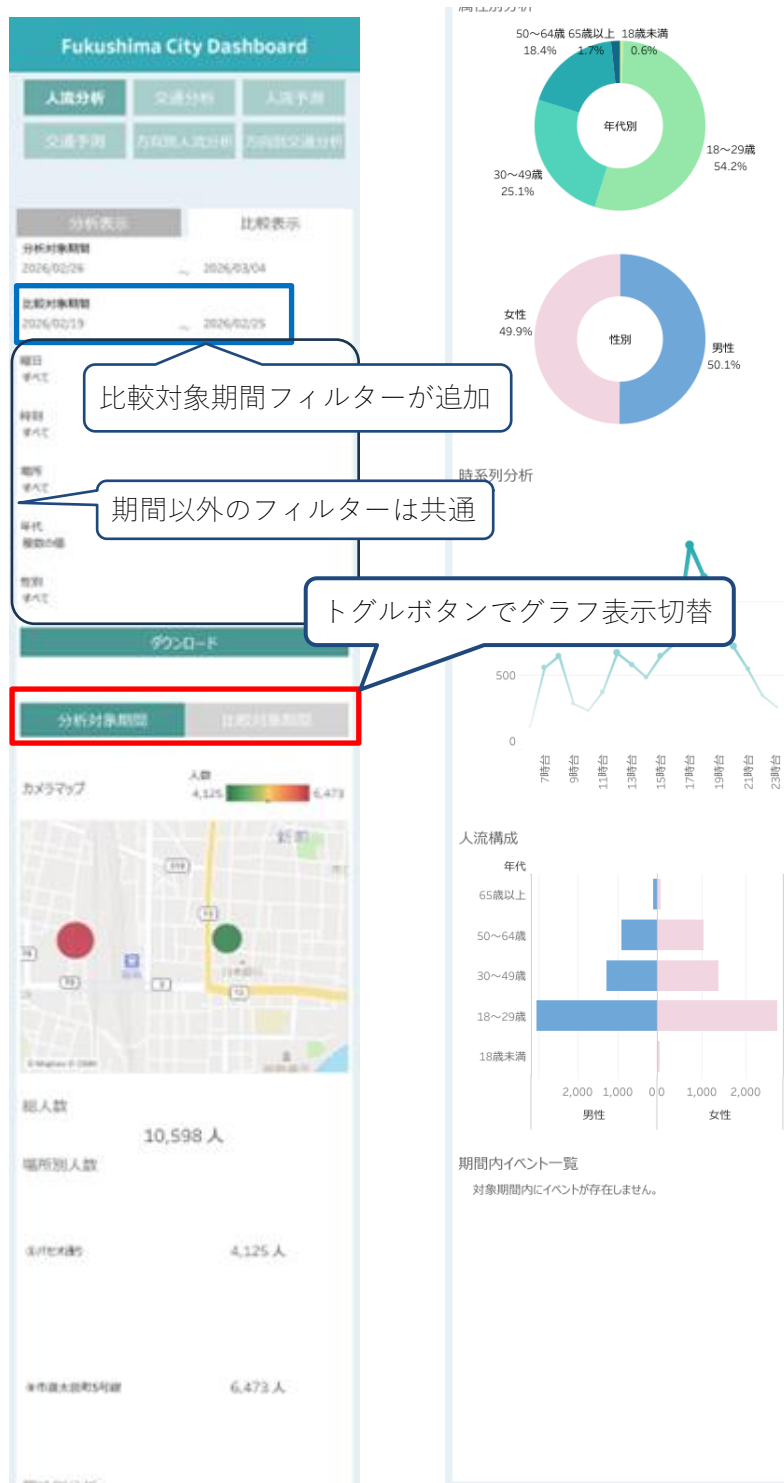 Fukushima City Dashboard
人流分析
交通分析
人流予測
交通予測
方向別人流分析
方向別交通分析
分析表示
比較表示
分析対象期間
2026/02/26 ～ 2026/03/04
比較対象期間
2026/02/19 ～ 2026/02/25
比較対象期間フィルターが追加
曜日
すべて
時刻
すべて
場所
すべて
期間以外のフィルターは共通
年代
複数の値
性別
すべて
トグルボタンでグラフ表示切替
ダウンロード
分析対象期間
比較対象期間
カメラマップ
人数
4,125
6,473
総人数
10,598 人
場所別人数
①パセオ通り
4,125 人
6,473 人
属性別分析
50～64歳 65歳以上 18歳未満
18.4% 1.7% 0.6%
年代別
18～29歳
54.2%
30～49歳
25.1%
女性
49.9%
性別
男性
50.1%
時系列分析
500
0
7時台
9時台
11時台
13時台
15時台
17時台
19時台
21時台
23時台
人流構成
年代
65歳以上
50～64歳
30～49歳
18～29歳
18歳未満
2,000 1,000 0 0 1,000 2,000
男性 女性
期間内イベント一覧
対象期間内にイベントが存在しません。